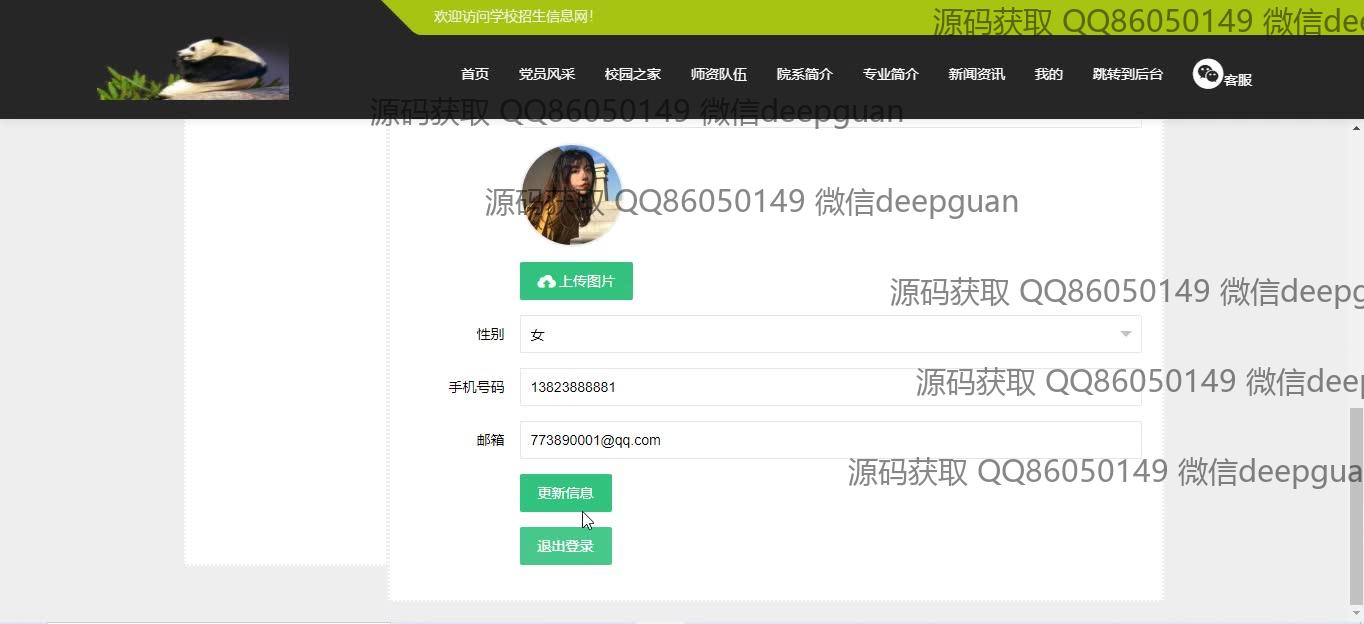 欢迎访问学校招生信息网！
源码获取 QQ86050149 微信dee
首页 党员风采 校园之家 师资队伍 院系简介 专业简介 新闻资讯 我的 跳转到后台 客服
源码获取 QQ86050149 微信deepguan
源码获取 QQ86050149 微信deepguan
上传图片
源码获取 QQ86050149 微信deepg
性别 女
手机号码 13823888881
源码获取 QQ86050149 微信deep
邮箱 773890001@qq.com
源码获取 QQ86050149 微信deepgua
更新信息
退出登录